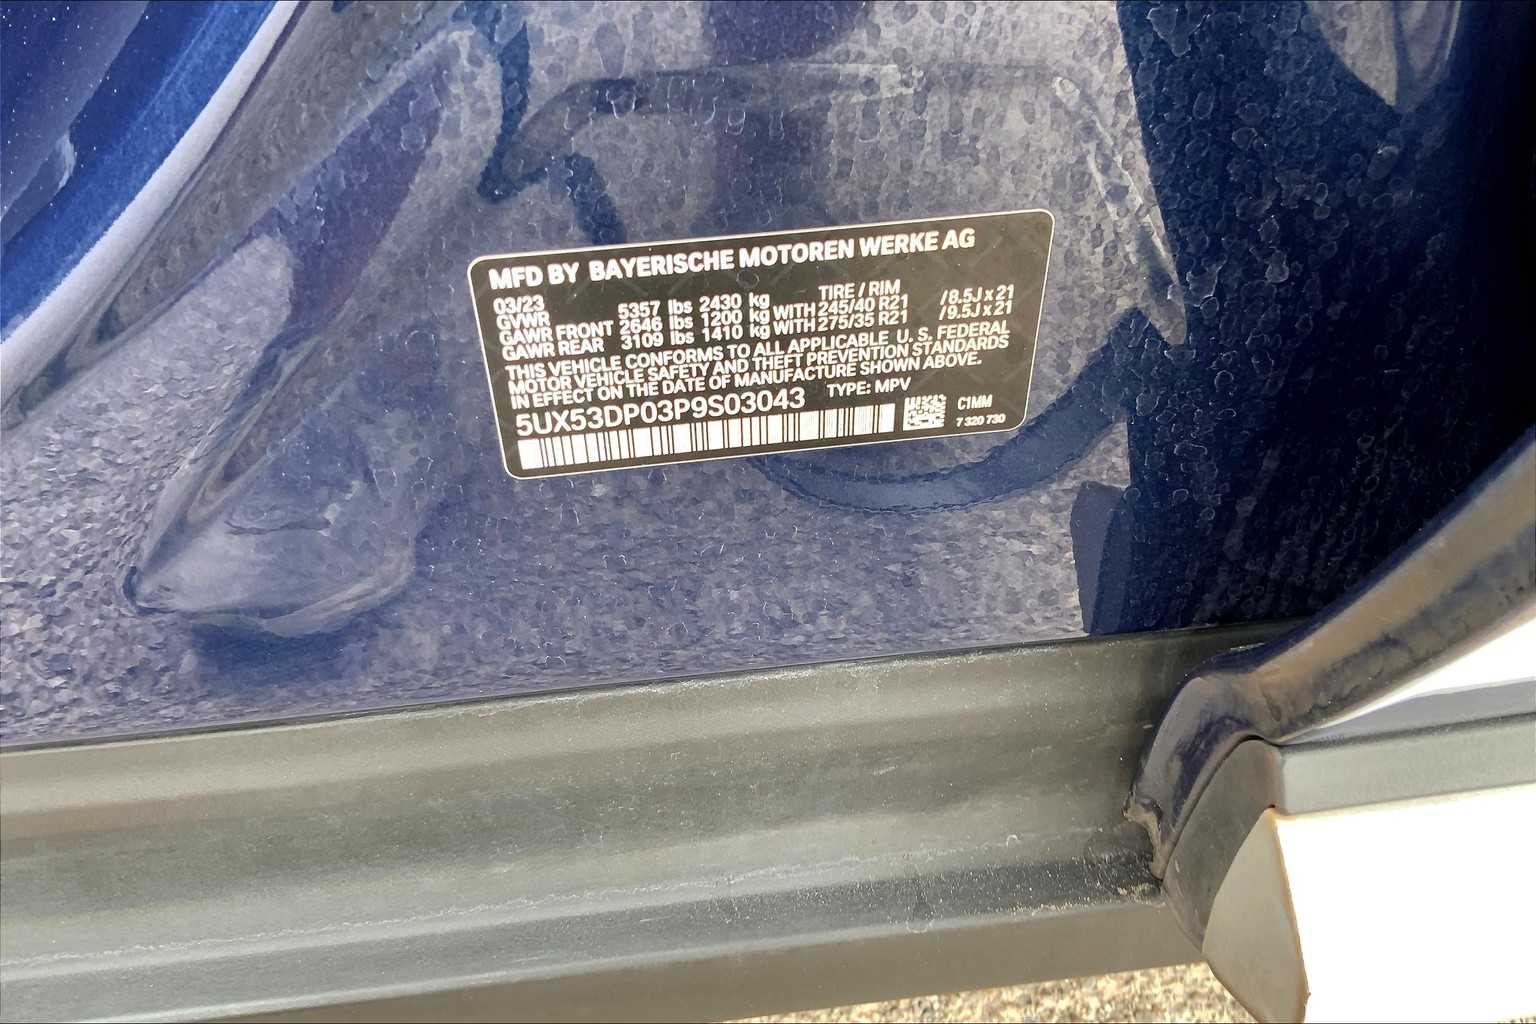 MFD BY BAYERISCHE MOTOREN WERKE AG
03/23 TIRE / RIM
GVWR 5357 lbs 2430 kg
GAWR FRONT 2646 lbs 1200 kg WITH 245/40 R21 /8.5J x 21
GAWR REAR 3109 lbs 1410 kg WITH 275/35 R21 /9.5J x 21
THIS VEHICLE CONFORMS TO ALL APPLICABLE U. S. FEDERAL
MOTOR VEHICLE SAFETY AND THEFT PREVENTION STANDARDS
IN EFFECT ON THE DATE OF MANUFACTURE SHOWN ABOVE.
5UX53DP03P9S03043 TYPE: MPV
C1MM
7 320 730